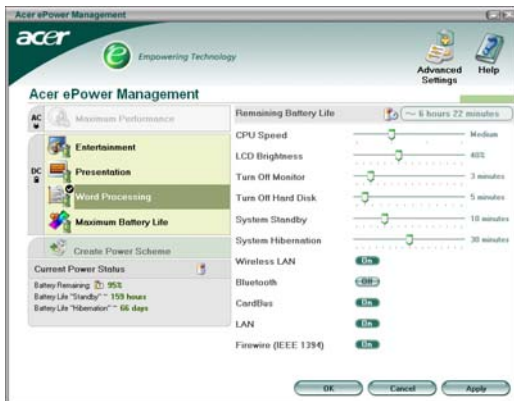 Acer ePower Management
acer
e
Empowering Technology
Advanced Settings
Help
Acer ePower Management
AC
Maximum Performance
DC
Entertainment
Presentation
Word Processing
Maximum Battery Life
Create Power Scheme
Current Power Status
Battery Remaining: 95%
Battery Life "Standby" ~ 159 hours
Battery Life "Hibernation" ~ 66 days
Remaining Battery Life ~ 6 hours 22 minutes
CPU Speed Medium
LCD Brightness 40%
Turn Off Monitor 3 minutes
Turn Off Hard Disk 5 minutes
System Standby 10 minutes
System Hibernation 30 minutes
Wireless LAN On
Bluetooth Off
CardBus On
LAN On
Firewire (IEEE 1394) On
OK Cancel Apply